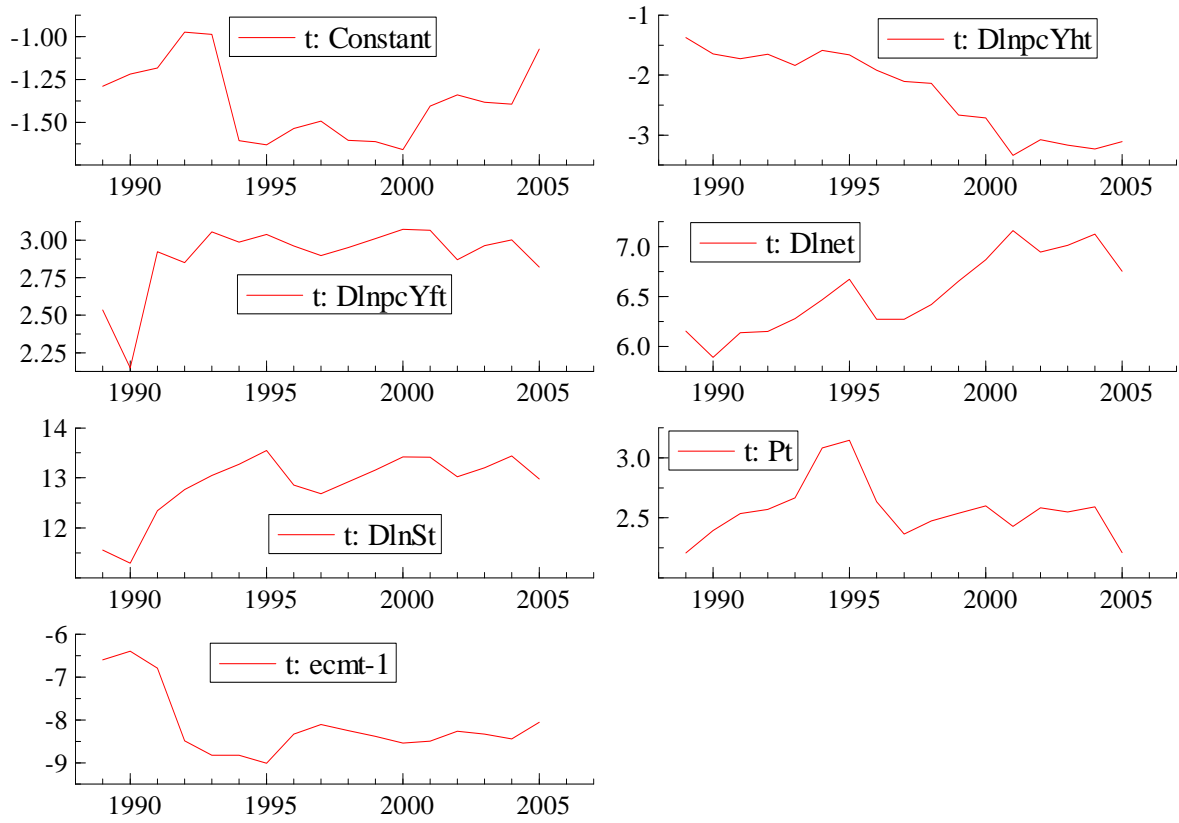 t: Constant
-1.00
-1.25
-1.50
1990 1995 2000 2005
t: DlnpcYht
-1
-2
-3
1990 1995 2000 2005
t: DlnpcYft
3.00
2.75
2.50
2.25
1990 1995 2000 2005
t: Dlnet
7.0
6.5
6.0
1990 1995 2000 2005
t: DlnSt
14
13
12
1990 1995 2000 2005
t: Pt
3.0
2.5
1990 1995 2000 2005
t: ecmt-1
-6
-7
-8
-9
1990 1995 2000 2005